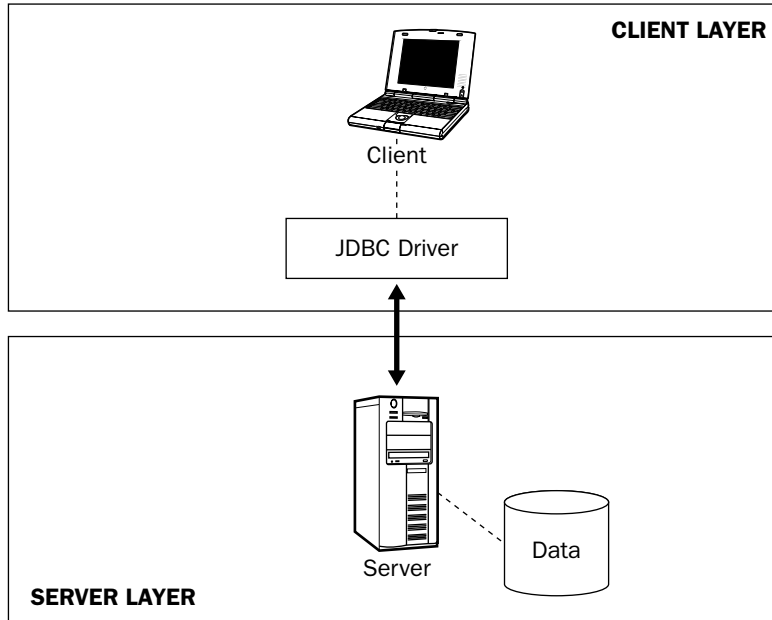 CLIENT LAYER
Client
JDBC Driver
Server
Data
SERVER LAYER